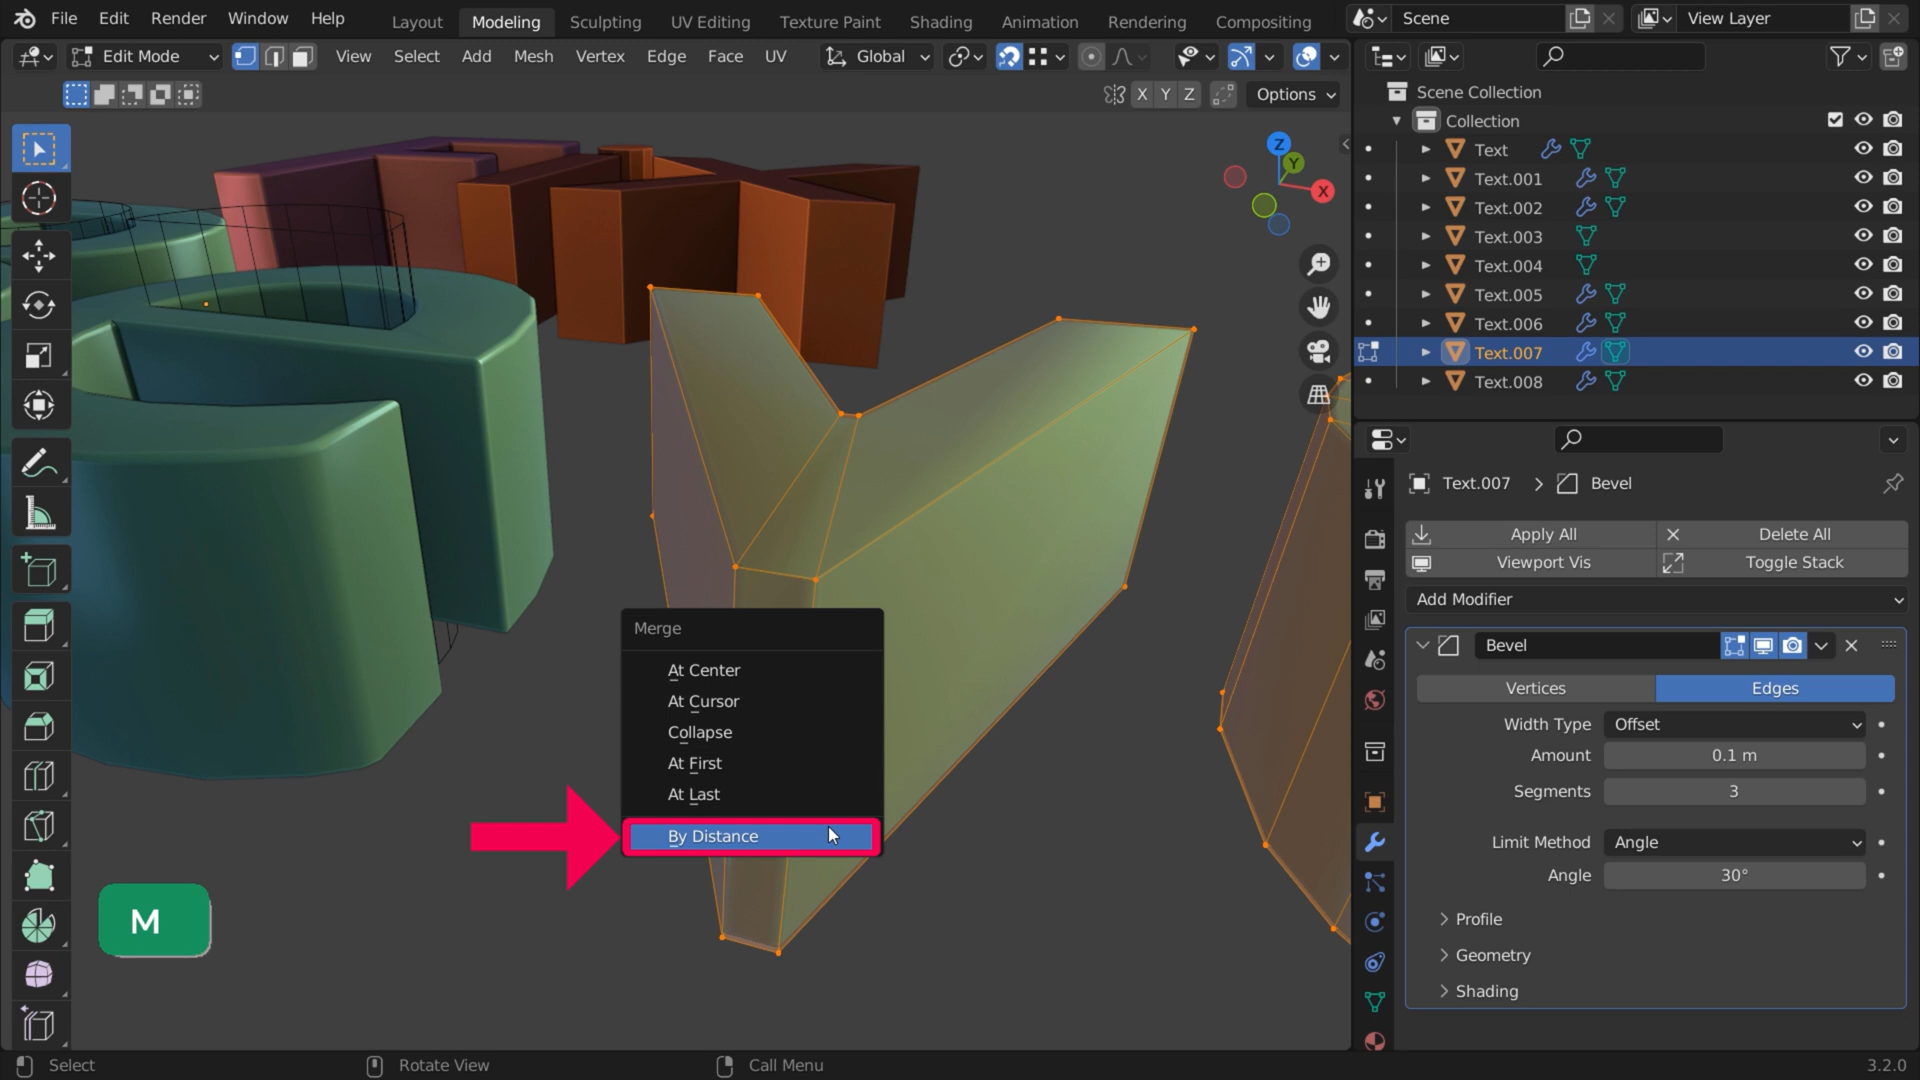 File Edit Render Window Help Layout Modeling Sculpting UV Editing Texture Paint Shading Animation Rendering Compositing Scene View Layer
Edit Mode View Select Add Mesh Vertex Edge Face UV Global
X Y Z Options
Scene Collection
Collection
Text
Text.001
Text.002
Text.003
Text.004
Text.005
Text.006
Text.007
Text.008
Z
Y
X
Text.007 > Bevel
Apply All Delete All
Viewport Vis Toggle Stack
Add Modifier
Bevel
Vertices Edges
Width Type Offset
Amount 0.1 m
Segments 3
Limit Method Angle
Angle 30°
Profile
Geometry
Shading
Merge
At Center
At Cursor
Collapse
At First
At Last
By Distance
M
Select Rotate View Call Menu 3.2.0